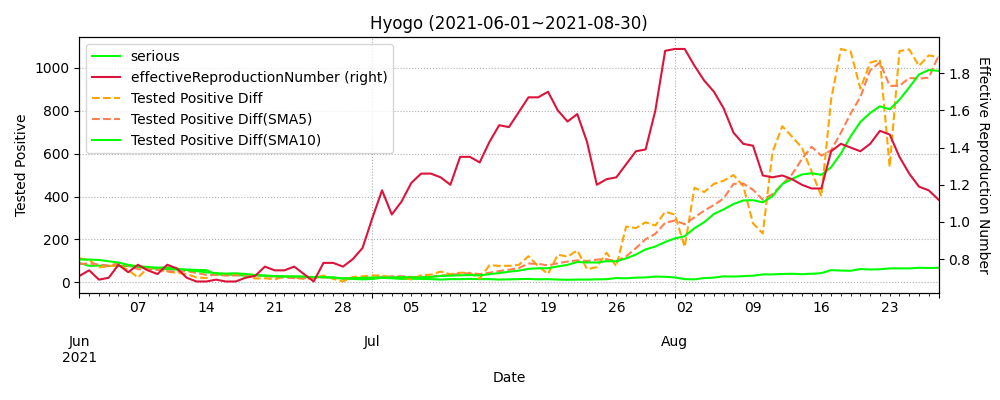 Hyogo (2021-06-01~2021-08-30)
serious
effectiveReproductionNumber (right)
Tested Positive Diff
Tested Positive Diff(SMA5)
Tested Positive Diff(SMA10)
Tested Positive
1000
800
600
400
200
0
1.8
1.6
1.4
1.2
1.0
0.8
Effective Reproduction Number
07 14 21 28 05 12 19 26 02 09 16 23
Jun Jul Aug
2021
Date